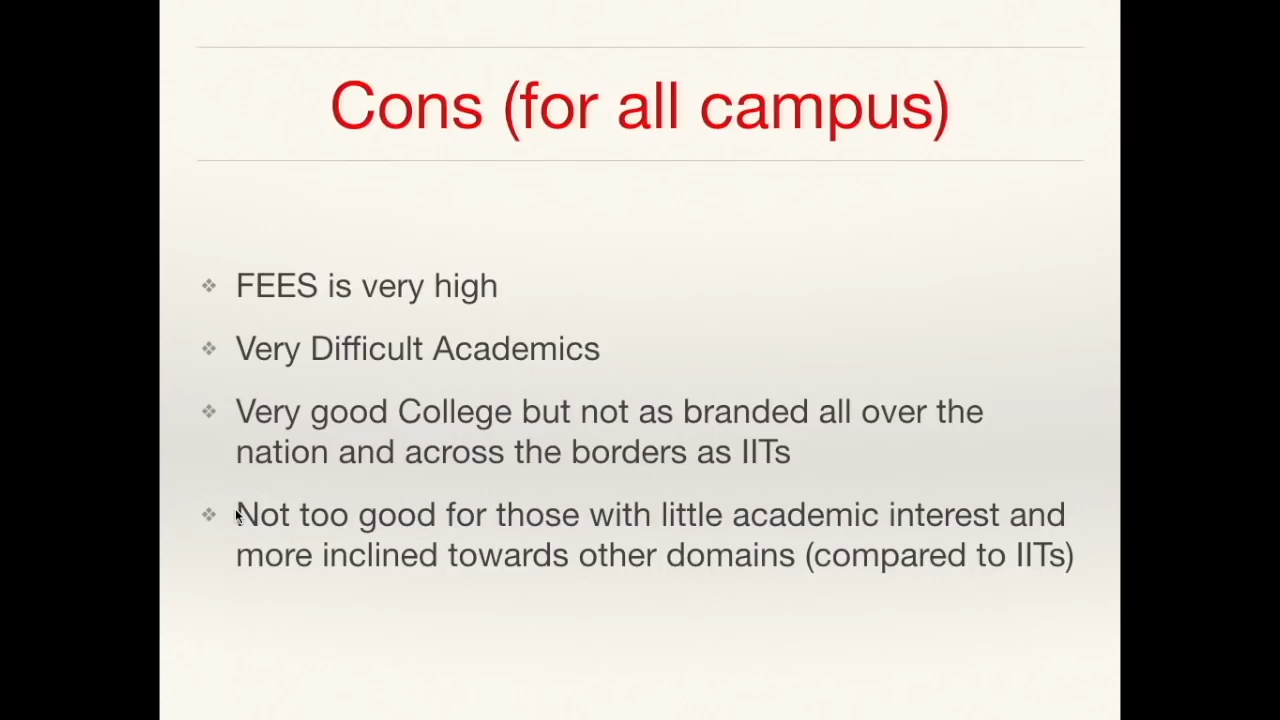 Cons (for all campus)
FEES is very high
Very Difficult Academics
Very good College but not as branded all over the
nation and across the borders as IITs
Not too good for those with little academic interest and
more inclined towards other domains (compared to IITs)